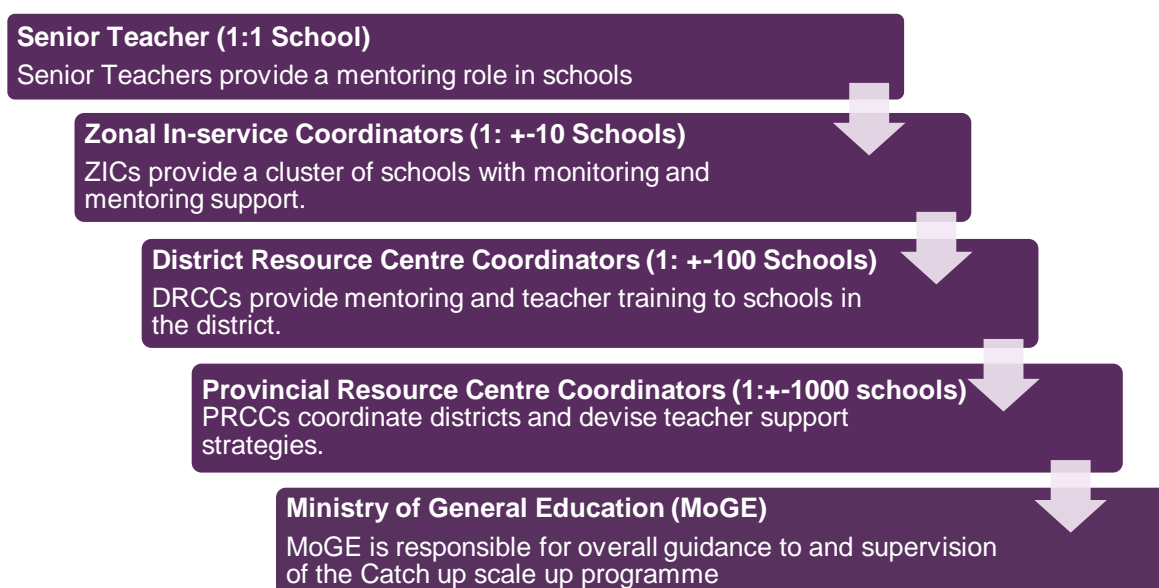 Senior Teacher (1:1 School)
Senior Teachers provide a mentoring role in schools
Zonal In-service Coordinators (1: +-10 Schools)
ZICs provide a cluster of schools with monitoring and
mentoring support.
District Resource Centre Coordinators (1: +-100 Schools)
DRCCs provide mentoring and teacher training to schools in
the district.
Provincial Resource Centre Coordinators (1:+-1000 schools)
PRCCs coordinate districts and devise teacher support
strategies.
Ministry of General Education (MoGE)
MoGE is responsible for overall guidance to and supervision
of the Catch up scale up programme